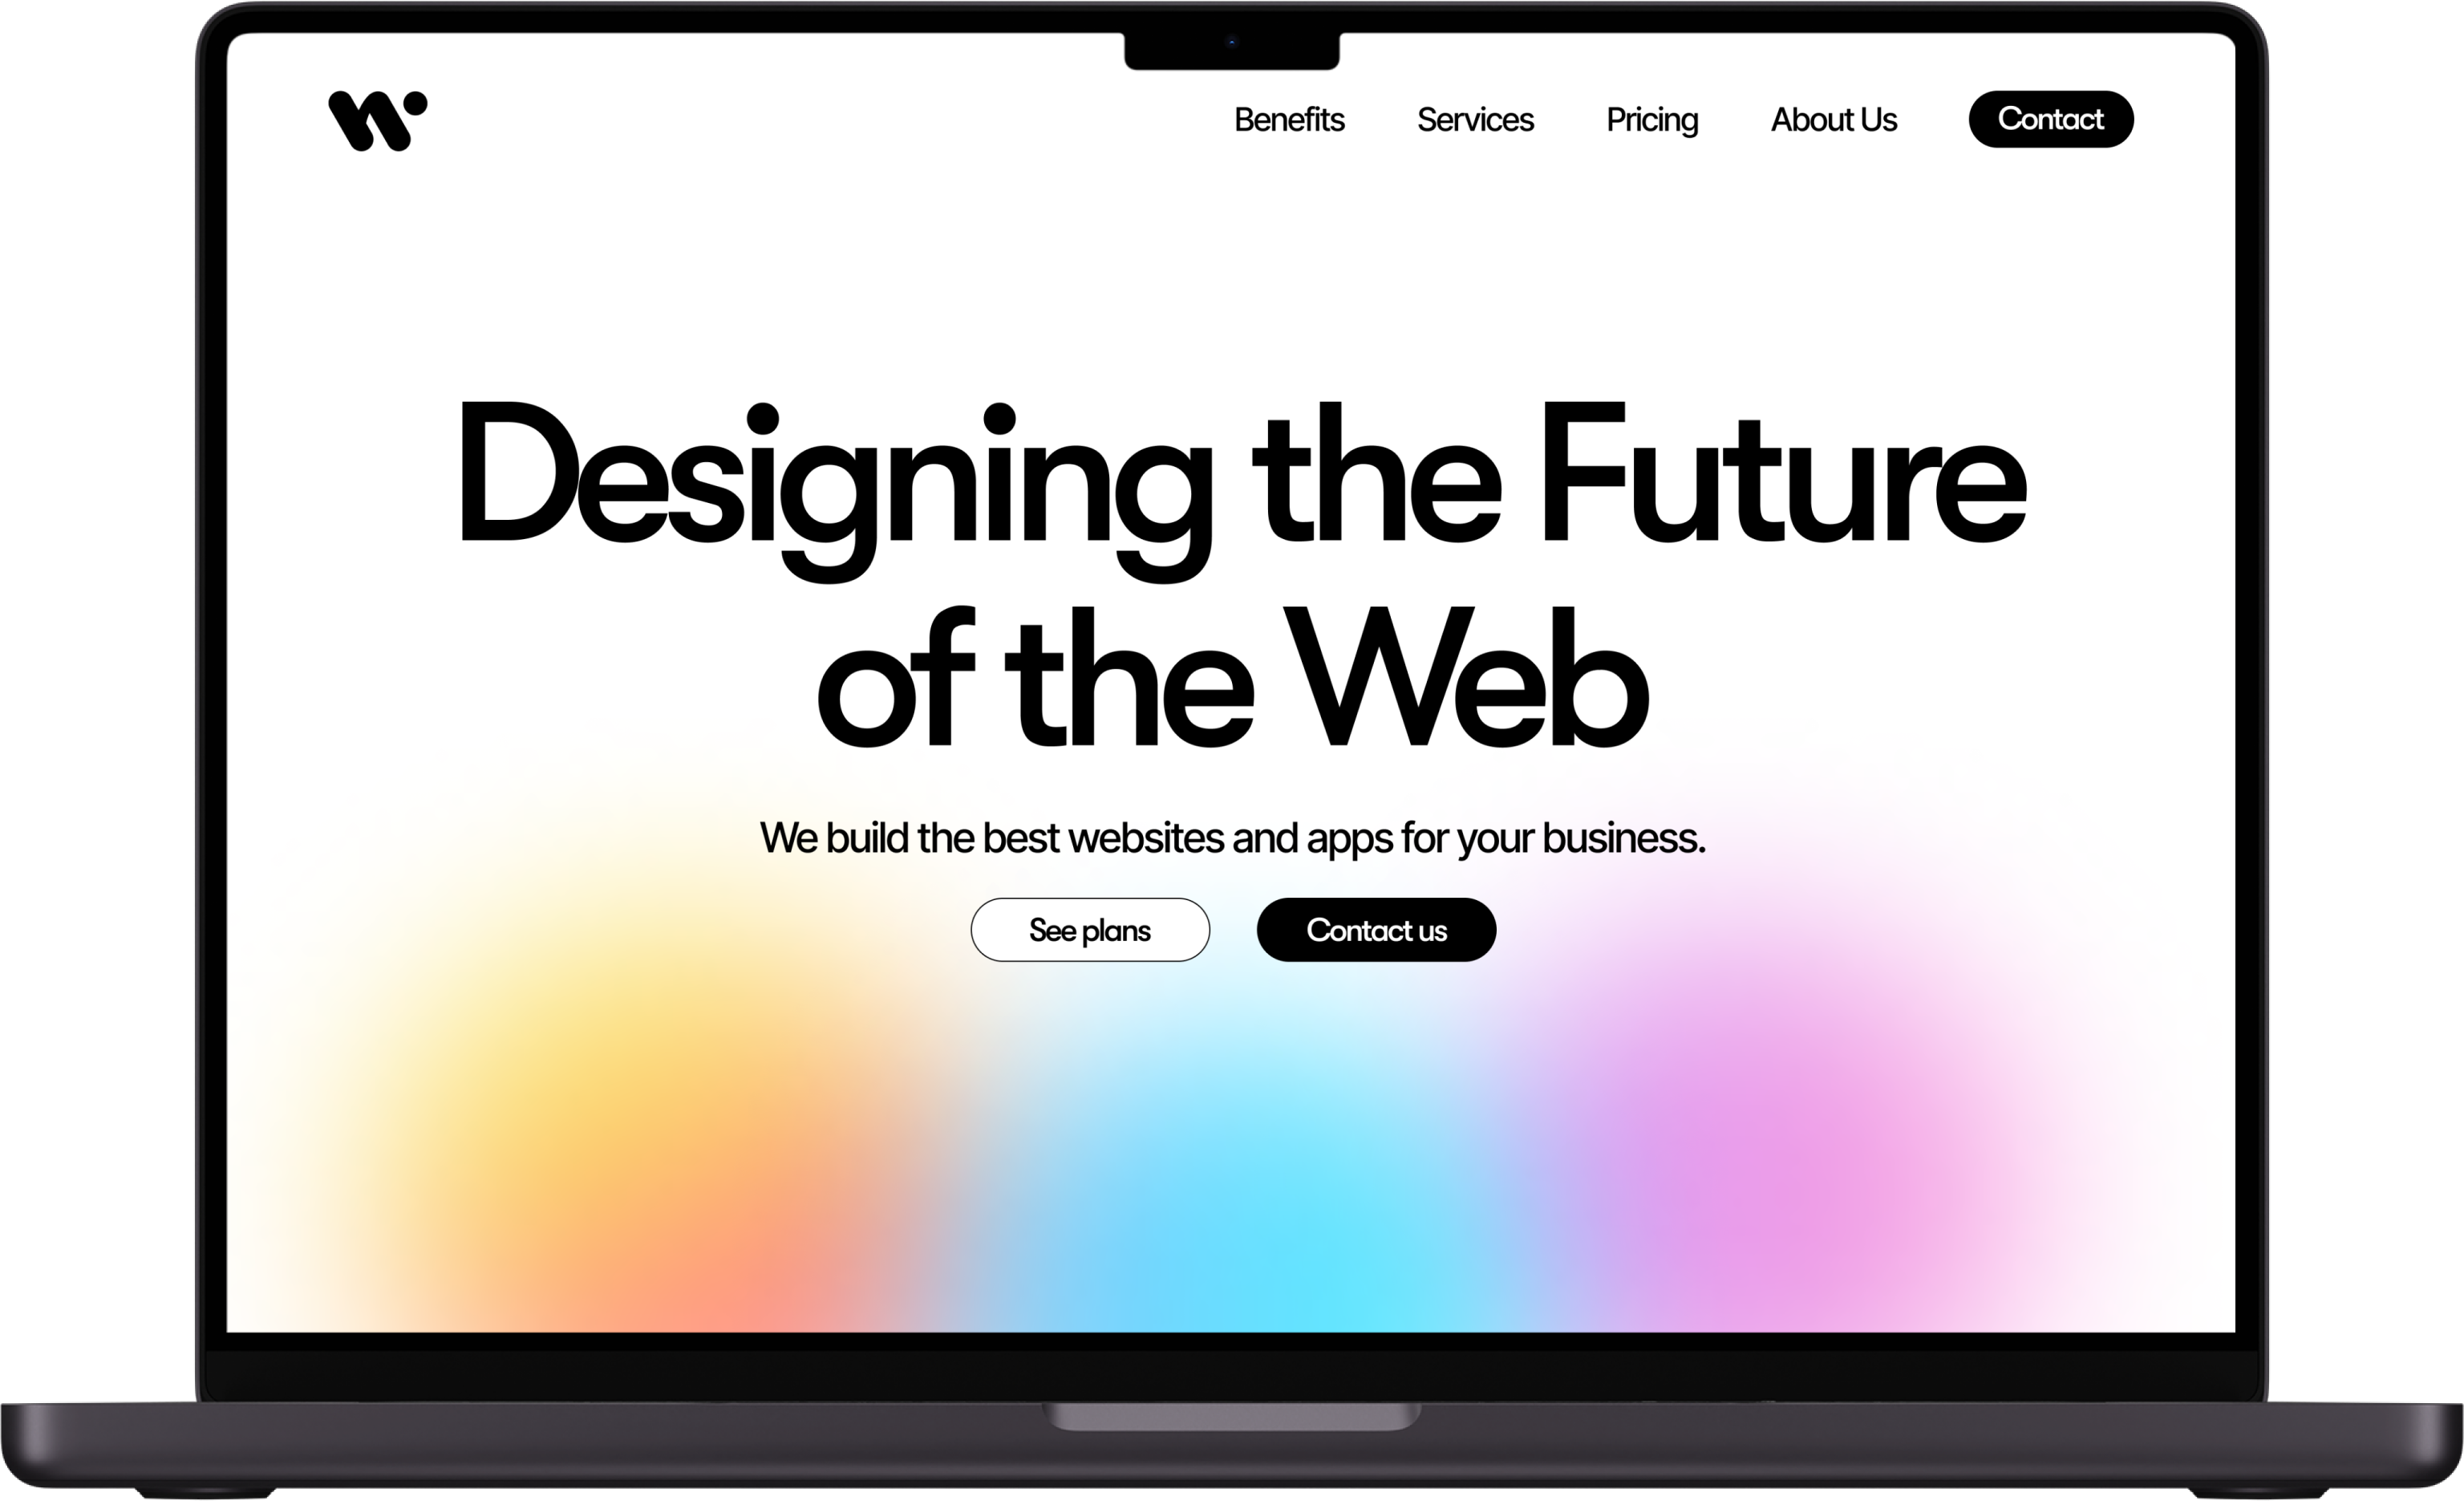 Benefits Services Pricing About Us Contact
Designing the Future
of the Web
We build the best websites and apps for your business.
See plans Contact us